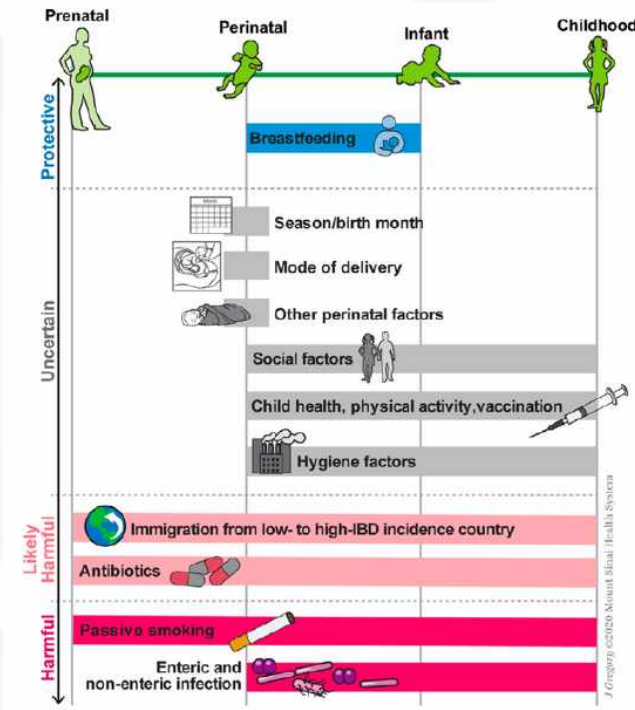 Prenatal
Perinatal
Infant
Childhood
Protective
Breastfeeding
Uncertain
Season/birth month
Mode of delivery
Other perinatal factors
Social factors
Child health, physical activity,vaccination
Hygiene factors
Likely
Harmful
Immigration from low- to high-IBD incidence country
Antibiotics
Harmful
Passive smoking
Enteric and
non-enteric infection
J Gregory ©2020 Mount Sinai Health System